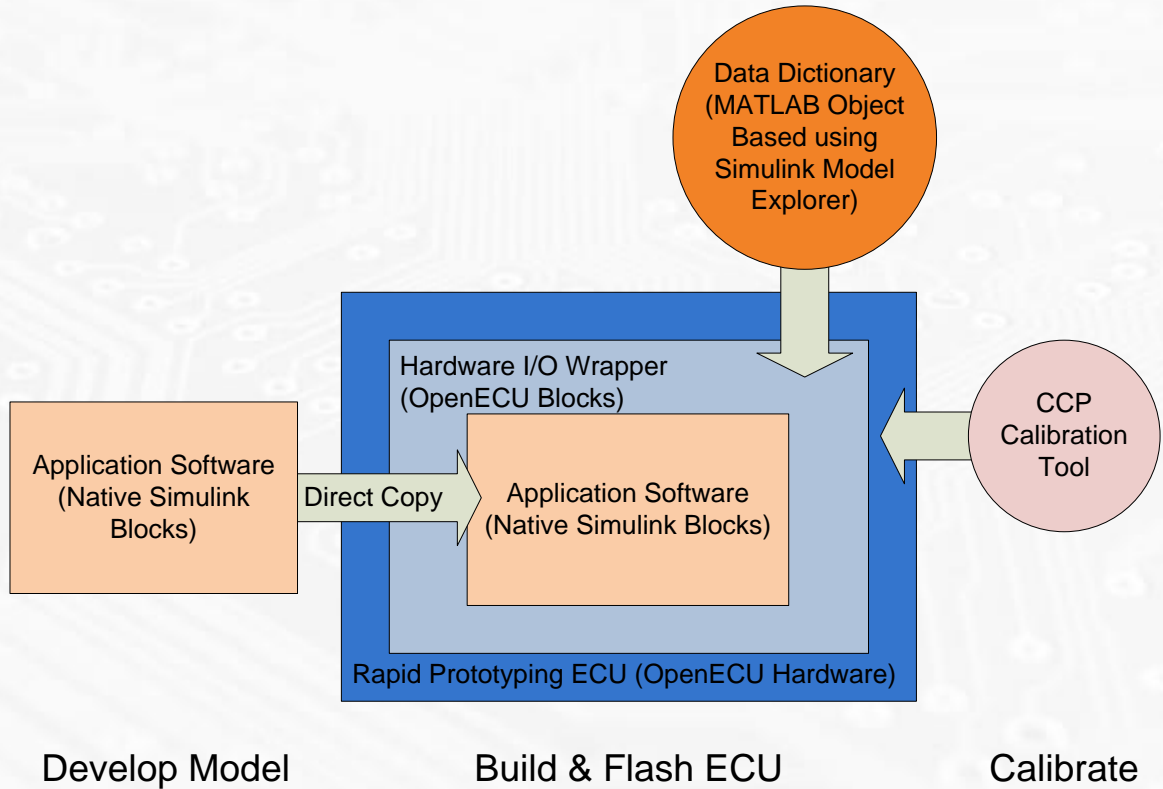 Data Dictionary
(MATLAB Object
Based using
Simulink Model
Explorer)
Hardware I/O Wrapper
(OpenECU Blocks)
Application Software
(Native Simulink
Blocks)
Direct Copy
Application Software
(Native Simulink Blocks)
CCP
Calibration
Tool
Rapid Prototyping ECU (OpenECU Hardware)
Develop Model
Build & Flash ECU
Calibrate